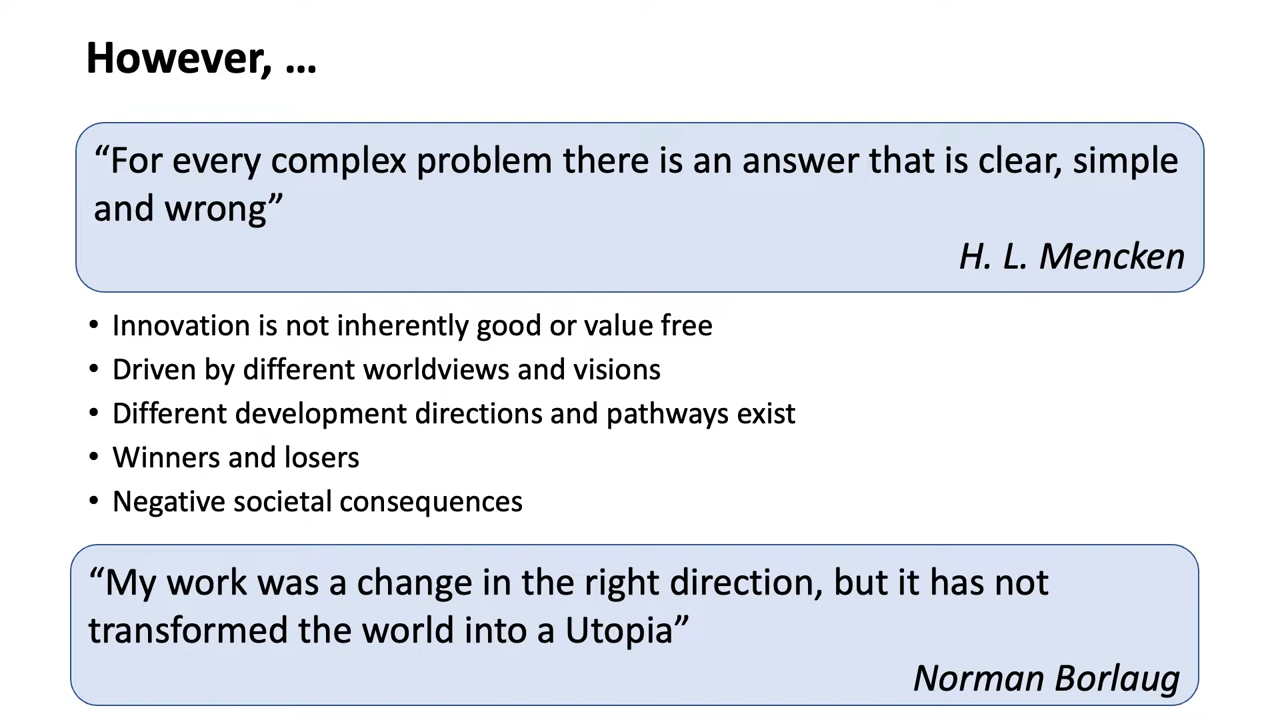 However, …
“For every complex problem there is an answer that is clear, simple
and wrong”
H. L. Mencken
• Innovation is not inherently good or value free
• Driven by different worldviews and visions
• Different development directions and pathways exist
• Winners and losers
• Negative societal consequences
“My work was a change in the right direction, but it has not
transformed the world into a Utopia”
Norman Borlaug